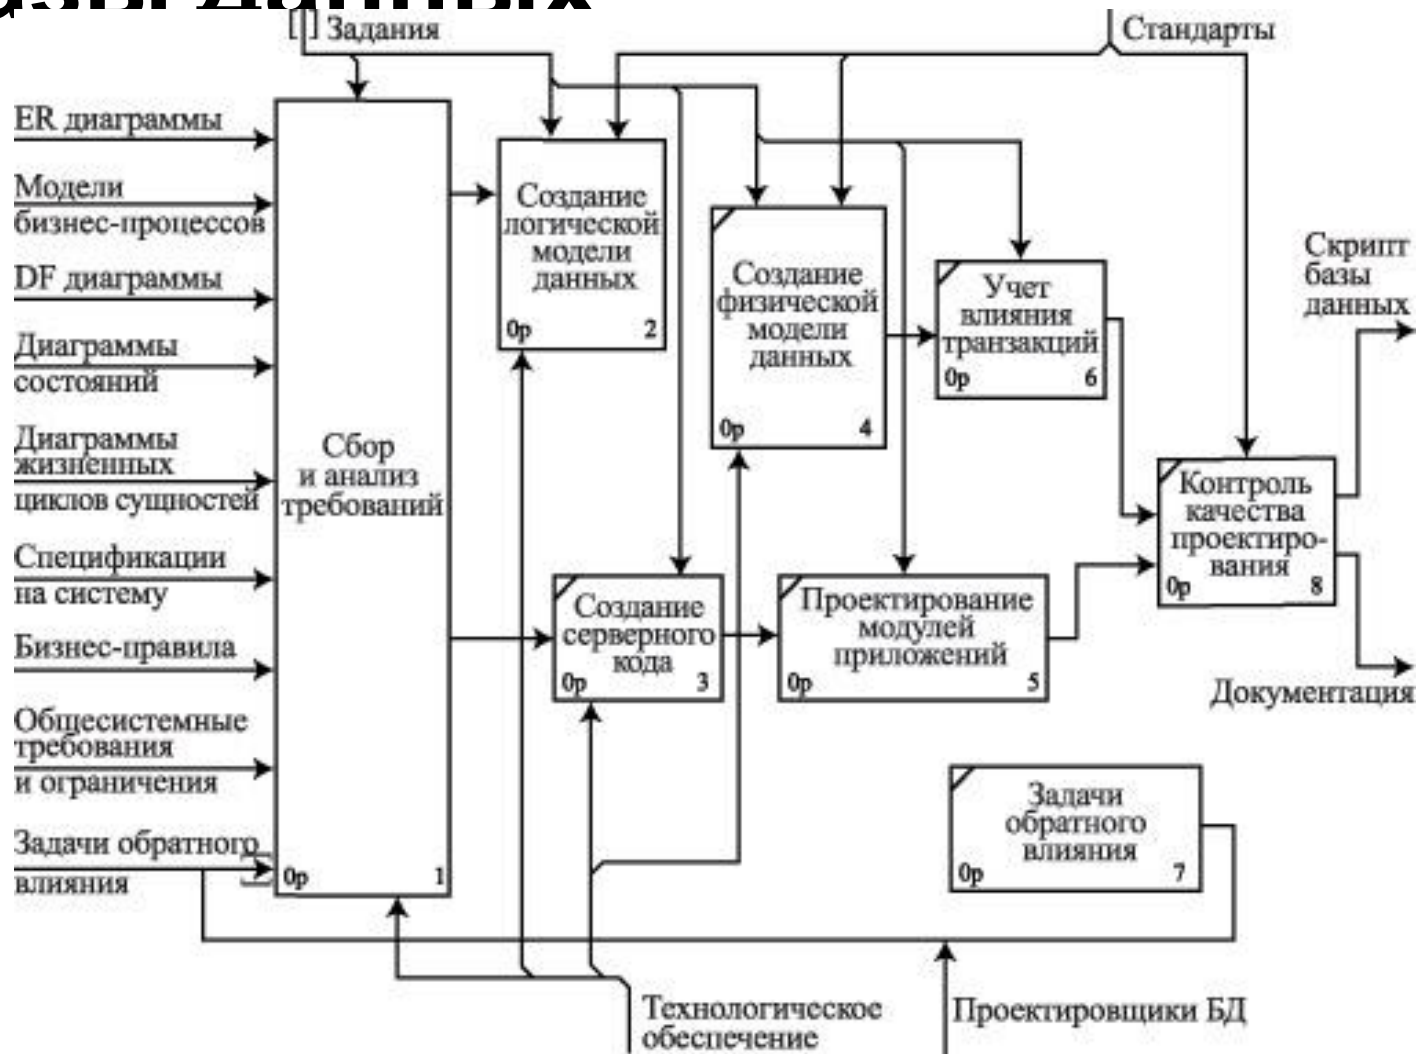 [ ] Задания
Стандарты
ER диаграммы
Модели
бизнес-процессов
DF диаграммы
Диаграммы
состояний
Диаграммы
жизненных
циклов сущностей
Спецификации
на систему
Бизнес-правила
Общесистемные
требования
и ограничения
Задачи обратного
влияния
Сбор
и анализ
требований
0р 1
Создание
логической
модели
данных
0р 2
Создание
серверного
кода
0р 3
Создание
физической
модели
данных
0р 4
Проектирование
модулей
приложений
0р 5
Учет
влияния
транзакций
0р 6
Задачи
обратного
влияния
0р 7
Контроль
качества
проектиро-
вания
0р 8
Скрипт
базы
данных
Документация
Технологическое
обеспечение
Проектировщики БД